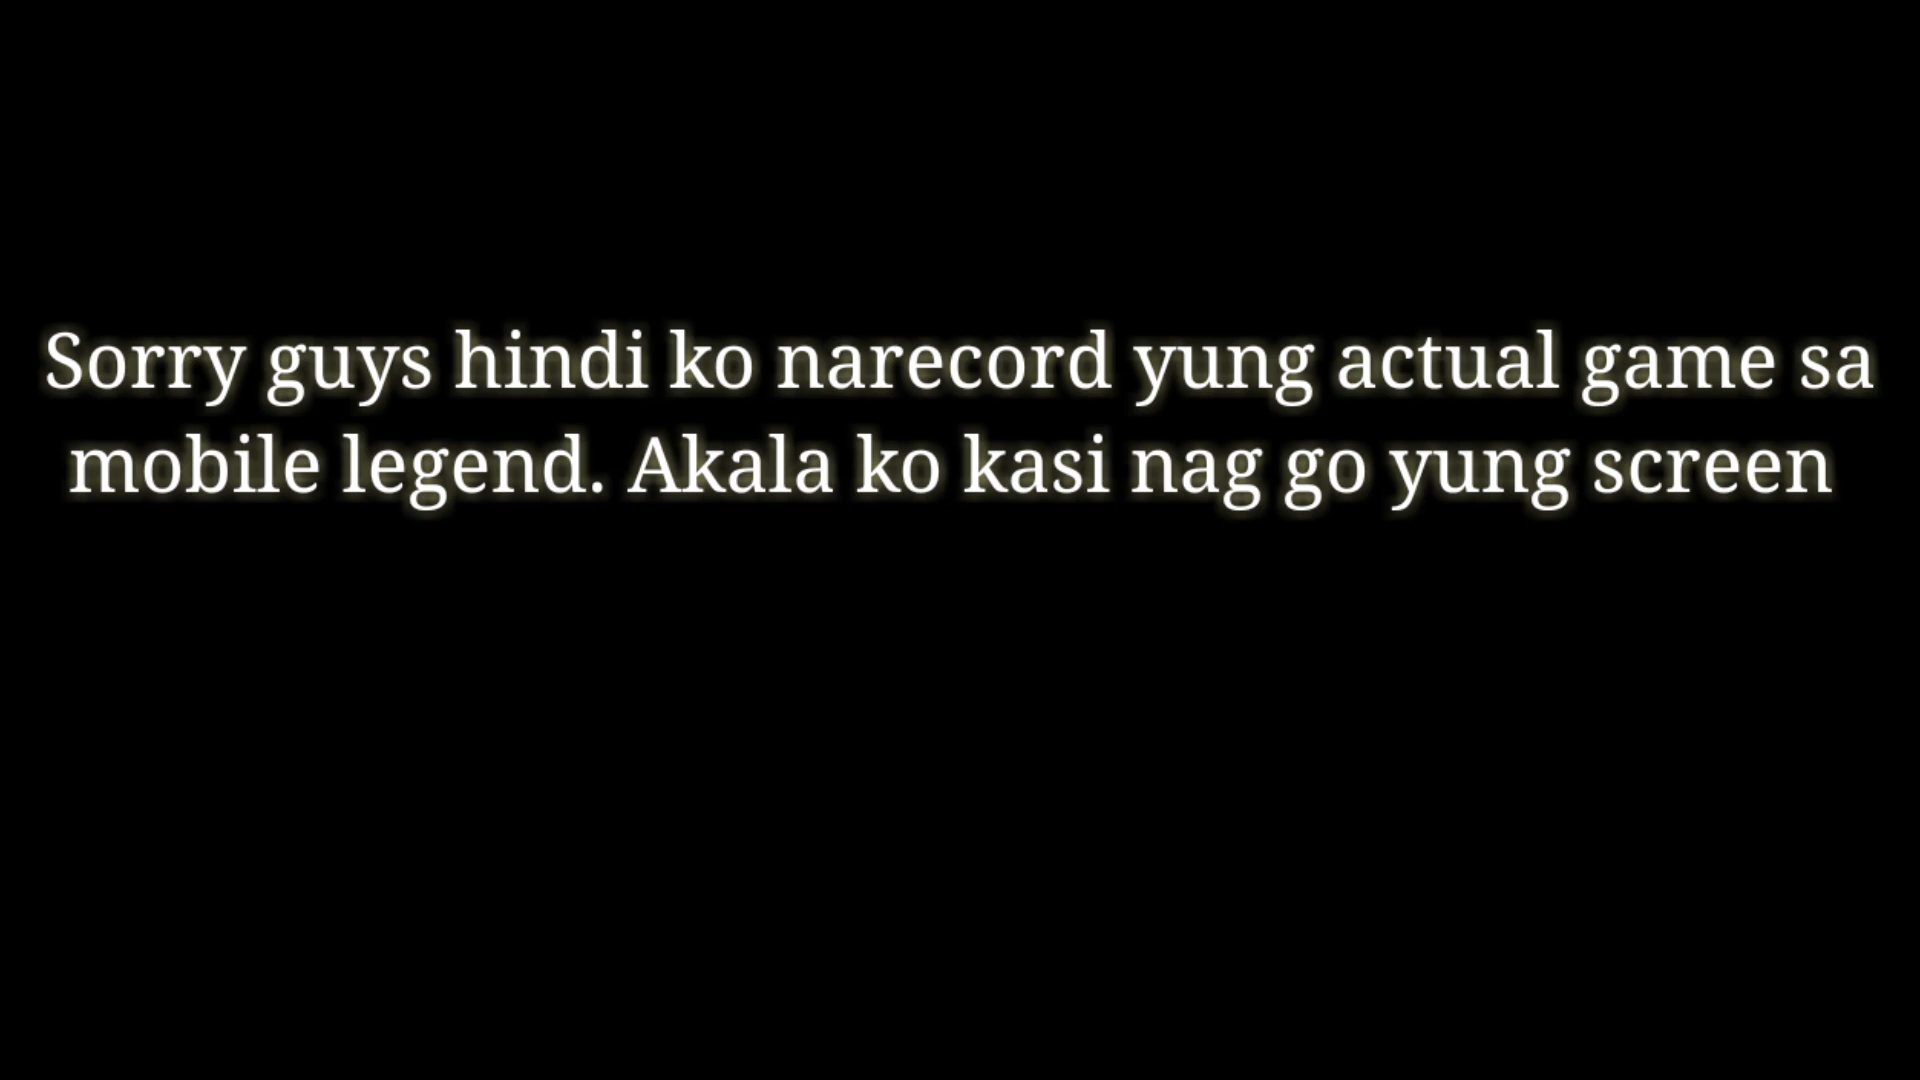 Sorry guys hindi ko narecord yung actual game sa
mobile legend. Akala ko kasi nag go yung screen